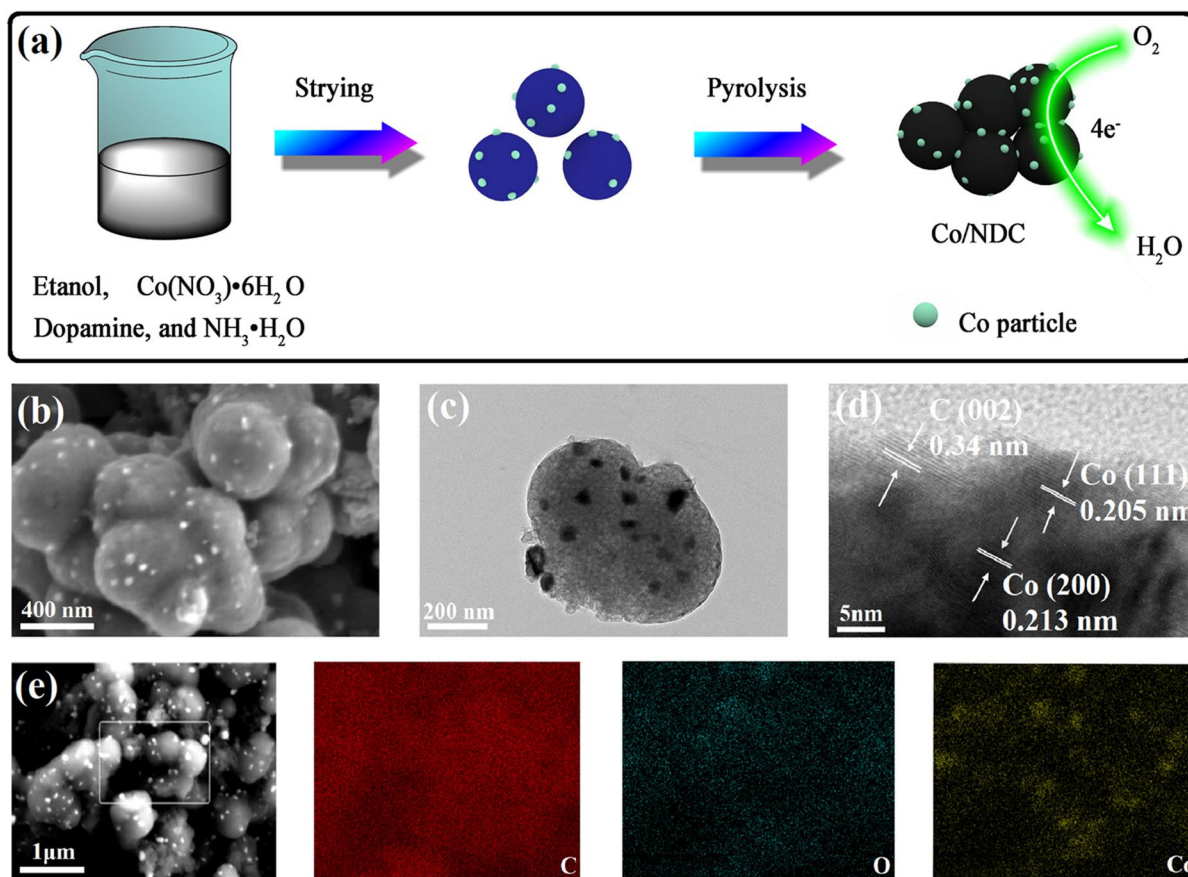 (a)
Strying
Pyrolysis
O₂
4e⁻
H₂O
Co/NDC
Etanol, Co(NO₃)•6H₂O
Dopamine, and NH₃•H₂O
Co particle
(b)
400 nm
(c)
200 nm
(d)
C (002)
0.34 nm
Co (111)
0.205 nm
Co (200)
0.213 nm
5nm
(e)
1μm
C
O
Co